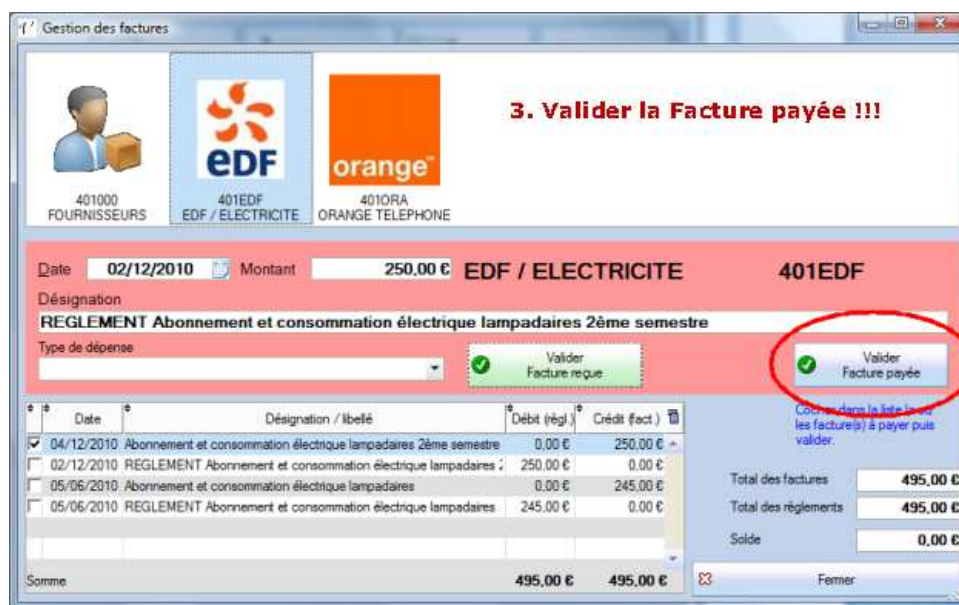 Gestion des factures
3. Valider la Facture payée !!!
eDF
orange™
401000
FOURNISSEURS
401EDF
EDF / ELECTRICITE
401ORA
ORANGE TELEPHONE
Date 02/12/2010 Montant 250,00 € EDF / ELECTRICITE 401EDF
Désignation
REGLEMENT Abonnement et consommation électrique lampadaires 2ème semestre
Type de dépense
Valider
Facture reçue
Valider
Facture payée
Cocher dans la liste la ou
les facture(s) à payer puis
valider.
Date Désignation / libellé Débit (règl.) Crédit (fact.)
04/12/2010 Abonnement et consommation électrique lampadaires 2ème semestre 0,00 € 250,00 €
02/12/2010 REGLEMENT Abonnement et consommation électrique lampadaires 250,00 € 0,00 €
05/06/2010 Abonnement et consommation électrique lampadaires 0,00 € 245,00 €
05/06/2010 REGLEMENT Abonnement et consommation électrique lampadaires 245,00 € 0,00 €
Somme 495,00 € 495,00 €
Total des factures 495,00 €
Total des règlements 495,00 €
Solde 0,00 €
Fermer